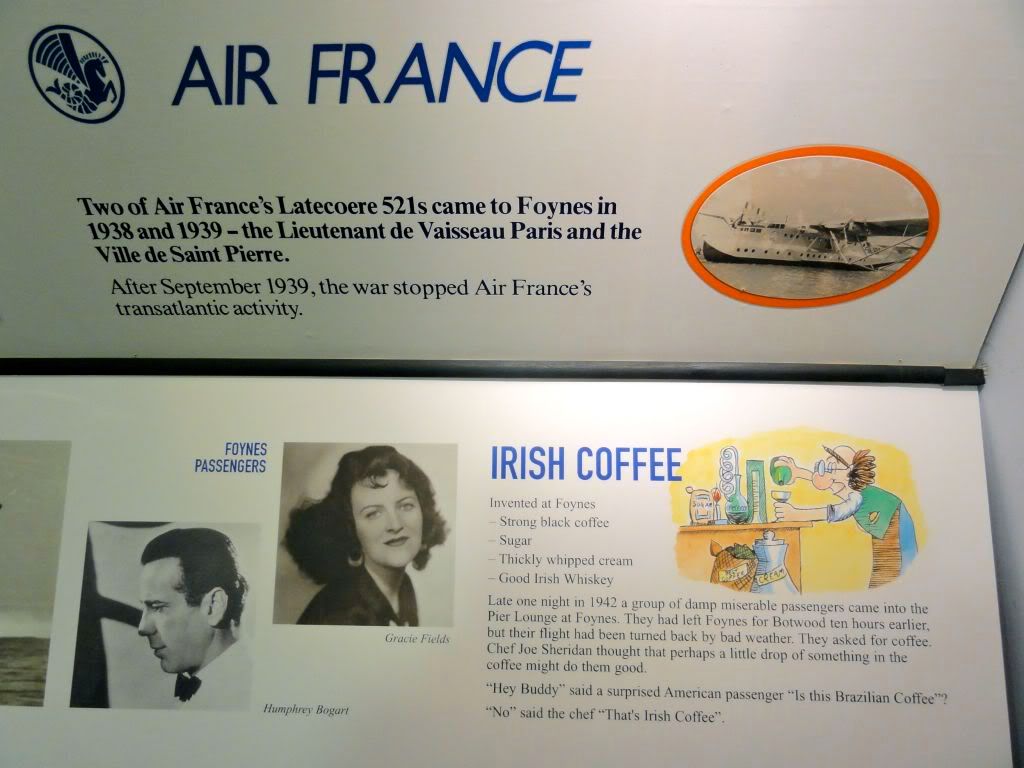 AIR FRANCE
Two of Air France's Latecoere 521s came to Foynes in
1938 and 1939 – the Lieutenant de Vaisseau Paris and the
Ville de Saint Pierre.
After September 1939, the war stopped Air France's
transatlantic activity.
FOYNES
PASSENGERS
Gracie Fields
Humphrey Bogart
IRISH COFFEE
Invented at Foynes
– Strong black coffee
– Sugar
– Thickly whipped cream
– Good Irish Whiskey
SUGAR
CREAM
Late one night in 1942 a group of damp miserable passengers came into the
Pier Lounge at Foynes. They had left Foynes for Botwood ten hours earlier,
but their flight had been turned back by bad weather. They asked for coffee.
Chef Joe Sheridan thought that perhaps a little drop of something in the
coffee might do them good.
“Hey Buddy” said a surprised American passenger “Is this Brazilian Coffee”?
“No” said the chef “That's Irish Coffee”.